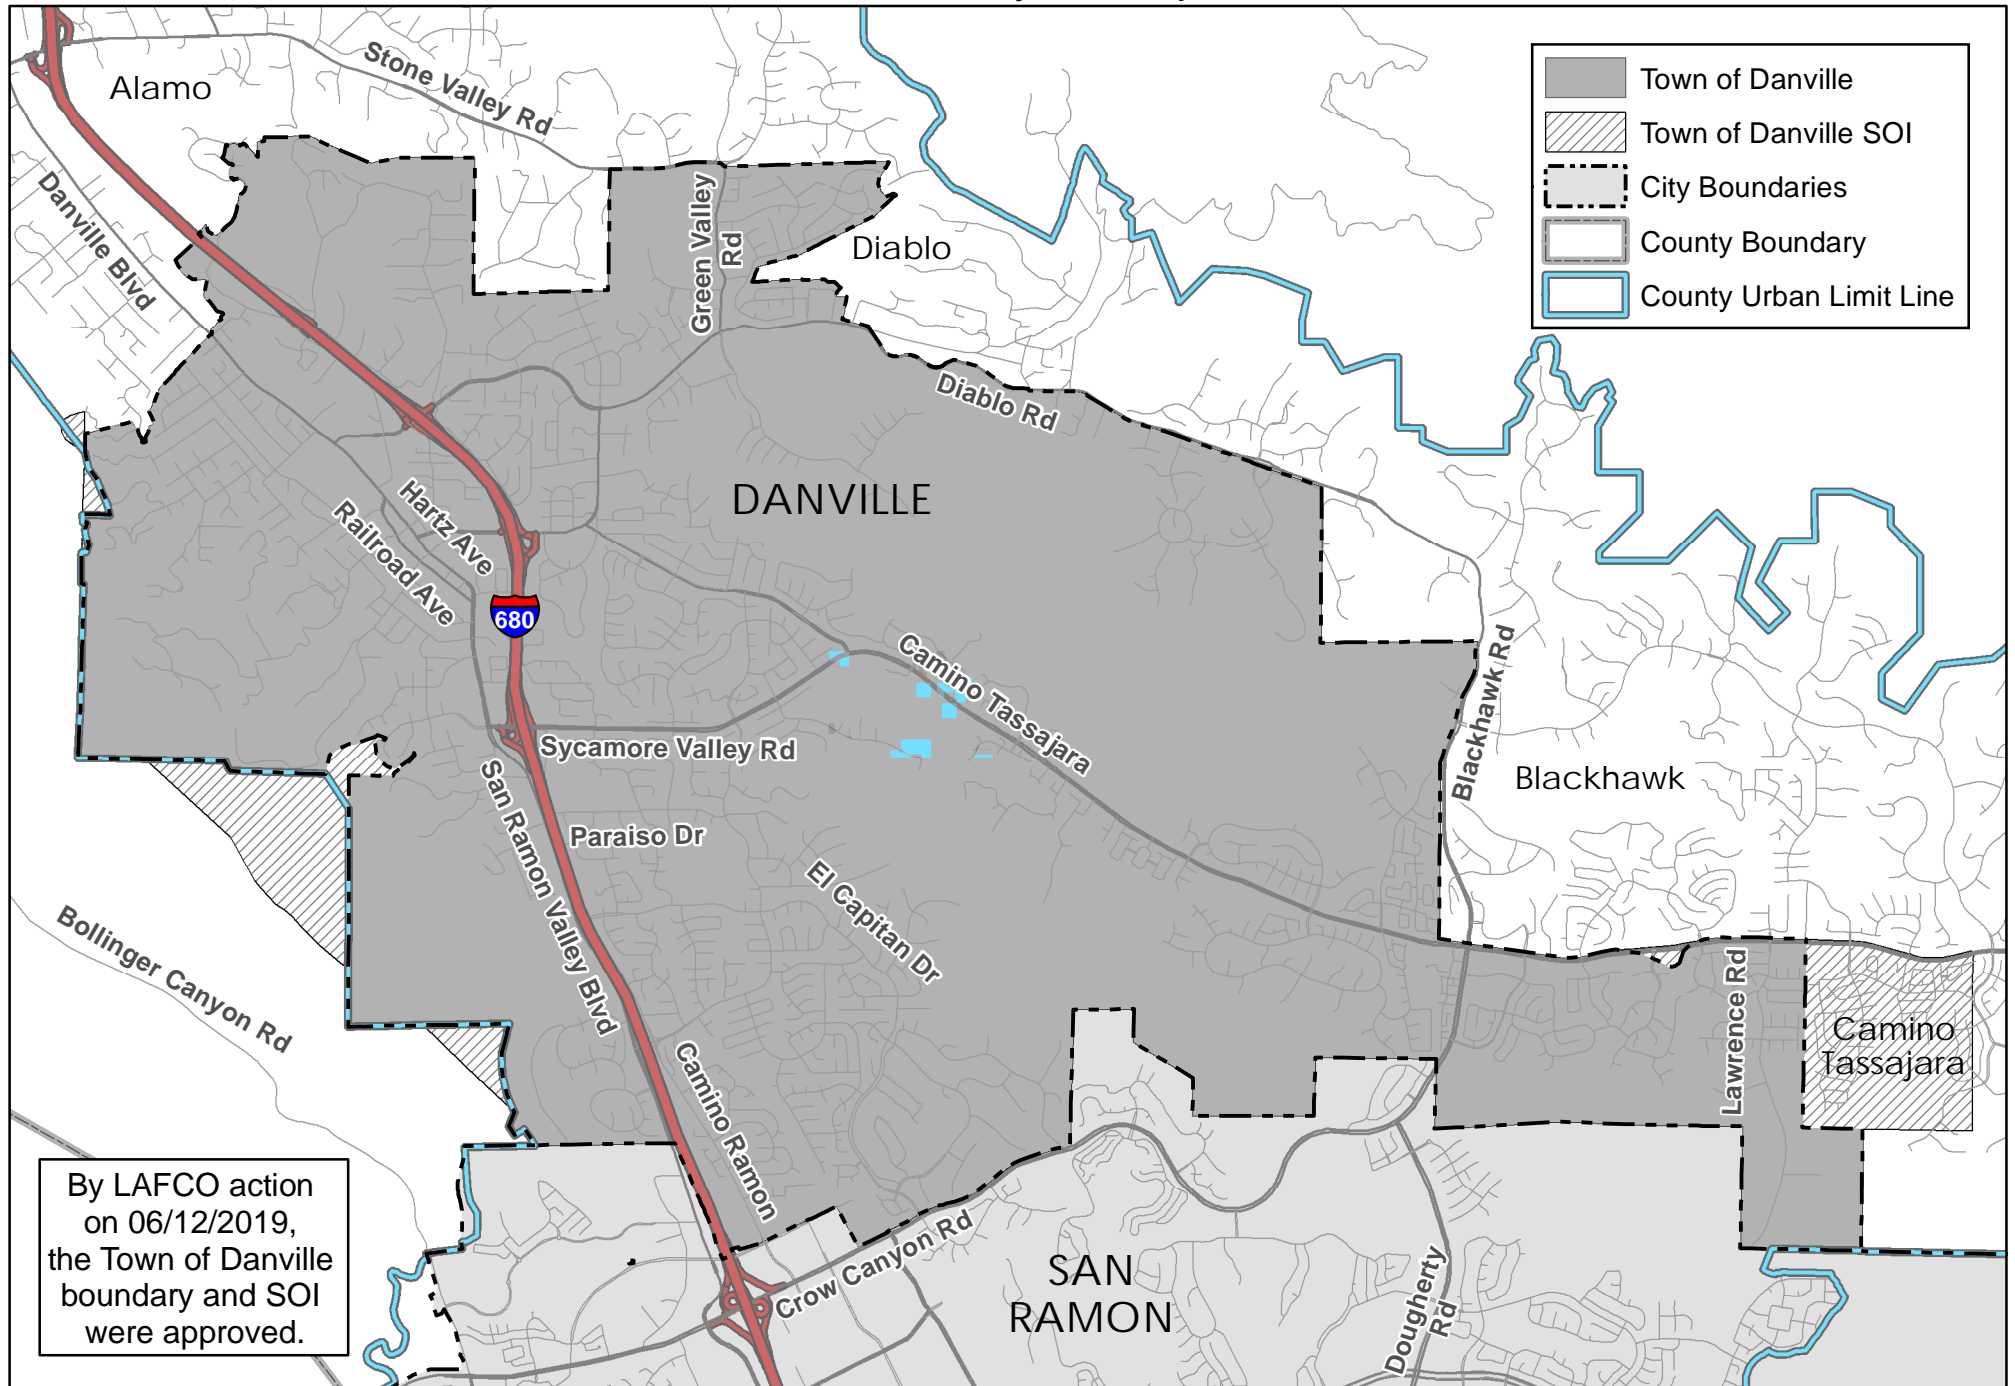 Alamo
Stone Valley Rd
Danville Blvd
Green Valley
Rd
Diablo
Diablo Rd
DANVILLE
Hartz Ave
Railroad Ave
680
Camino Tassajara
Sycamore Valley Rd
Blackhawk Rd
Blackhawk
San Ramon Valley Blvd
Paraiso Dr
El Capitan Dr
Bollinger Canyon Rd
Lawrence Rd
Camino
Tassajara
Camino Ramon
Crow Canyon Rd
SAN
RAMON
Dougherty
Rd
Town of Danville
Town of Danville SOI
City Boundaries
County Boundary
County Urban Limit Line
By LAFCO action
on 06/12/2019,
the Town of Danville
boundary and SOI
were approved.